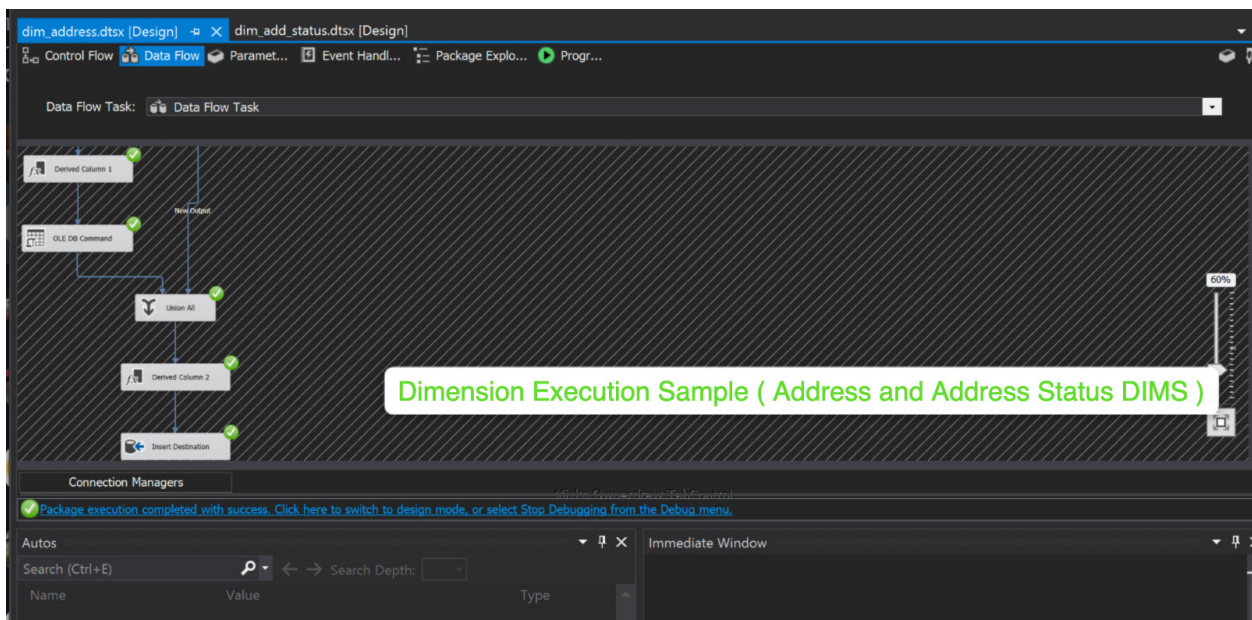 dim_address.dtsx [Design] dim_add_status.dtsx [Design]
Control Flow Data Flow Paramet... Event Handl... Package Explo... Progr...
Data Flow Task: Data Flow Task
Derived Column 1
New Output
OLE DB Command
60%
Union All
Derived Column 2
Dimension Execution Sample ( Address and Address Status DIMS )
Insert Destination
Connection Managers
Package execution completed with success. Click here to switch to design mode, or select Stop Debugging from the Debug menu.
Autos Immediate Window
Search (Ctrl+E) Search Depth:
Name Value Type